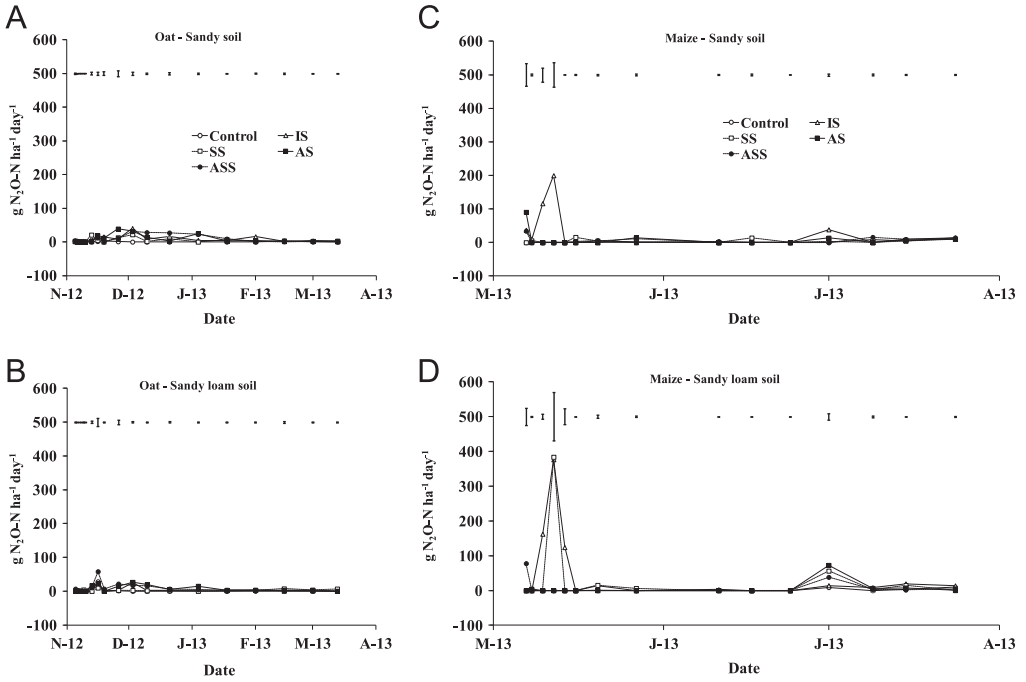 A
Oat - Sandy soil
600
500
400
300
200
100
0
-100
g N₂O-N ha⁻¹ day⁻¹
Control
IS
SS
AS
ASS
N-12
D-12
J-13
F-13
M-13
A-13
Date
C
Maize - Sandy soil
600
500
400
300
200
100
0
-100
g N₂O-N ha⁻¹ day⁻¹
Control
IS
SS
AS
ASS
M-13
J-13
J-13
A-13
Date
B
Oat - Sandy loam soil
600
500
400
300
200
100
0
-100
g N₂O-N ha⁻¹ day⁻¹
N-12
D-12
J-13
F-13
M-13
A-13
Date
D
Maize - Sandy loam soil
600
500
400
300
200
100
0
-100
g N₂O-N ha⁻¹ day⁻¹
M-13
J-13
J-13
A-13
Date